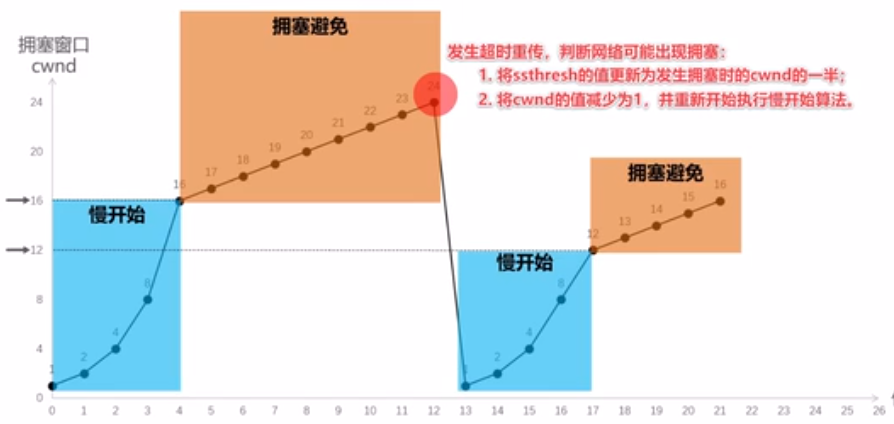 拥塞避免
拥塞窗口
cwnd
发生超时重传，判断网络可能出现拥塞：
1. 将ssthresh的值更新为发生拥塞时的cwnd的一半；
2. 将cwnd的值减少为1，并重新开始执行慢开始算法。
24
24
23
22
21
20
20
19
18
17
16
拥塞避免
16
16
15
14
13
12
慢开始
12
慢开始
8
8
8
4
4
4
2
2
1
1
0
0 1 2 3 4 5 6 7 8 9 10 11 12 13 14 15 16 17 18 19 20 21 22 23 24 25 26